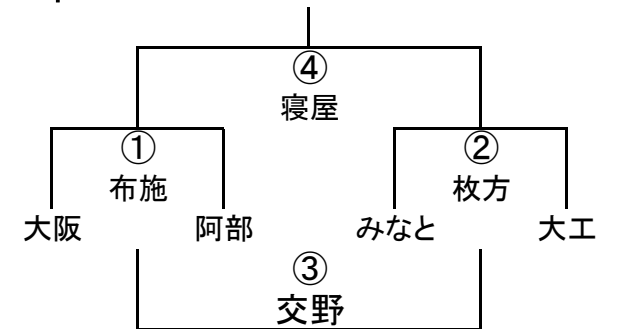 ④
寝屋
① ②
布施 枚方
大阪 阿部 みなと 大工
③
交野